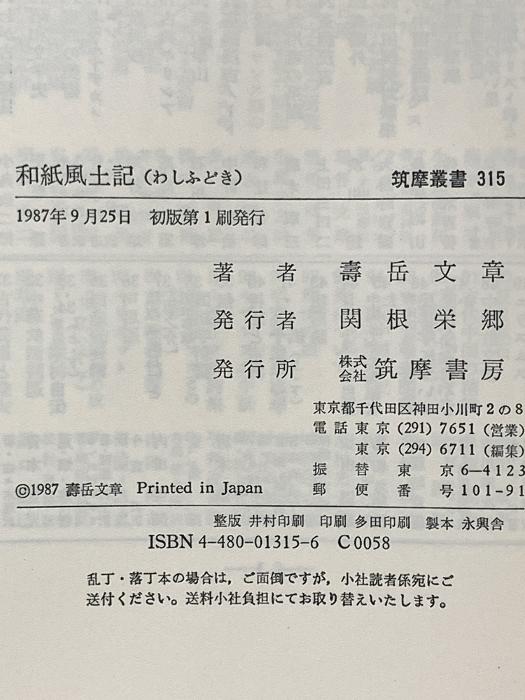 和紙風土記（わしふどき） 筑摩叢書 315
1987年9月25日 初版第1刷発行
著者 壽岳文章
発行者 関根栄郷
発行所 株式会社 筑摩書房
東京都千代田区神田小川町2の8
電話東京 (291) 7651 (営業)
東京 (294) 6711 (編集)
振替東京6—4123
©1987 壽岳文章 Printed in Japan 郵便番号101-91
整版 井村印刷 印刷 多田印刷 製本 永興舎
ISBN 4-480-01315-6 C0058
乱丁・落丁本の場合は，ご面倒ですが，小社読者係宛にご
送付ください。送料小社負担にてお取り替えいたします。